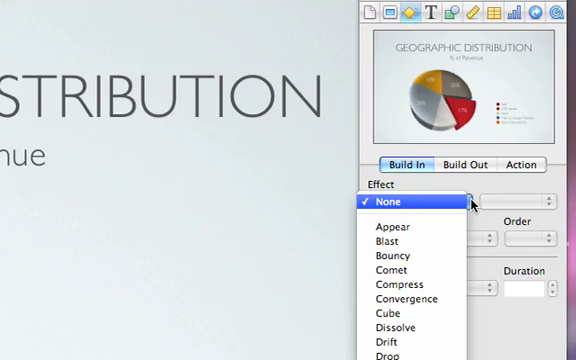 GEOGRAPHIC DISTRIBUTION
% of Revenue
STRIBUTION
nue
Build In Build Out Action
Effect
✓ None
Order
Appear
Blast
Bouncy
Comet
Duration
Compress
Convergence
Cube
Dissolve
Drift
Drop